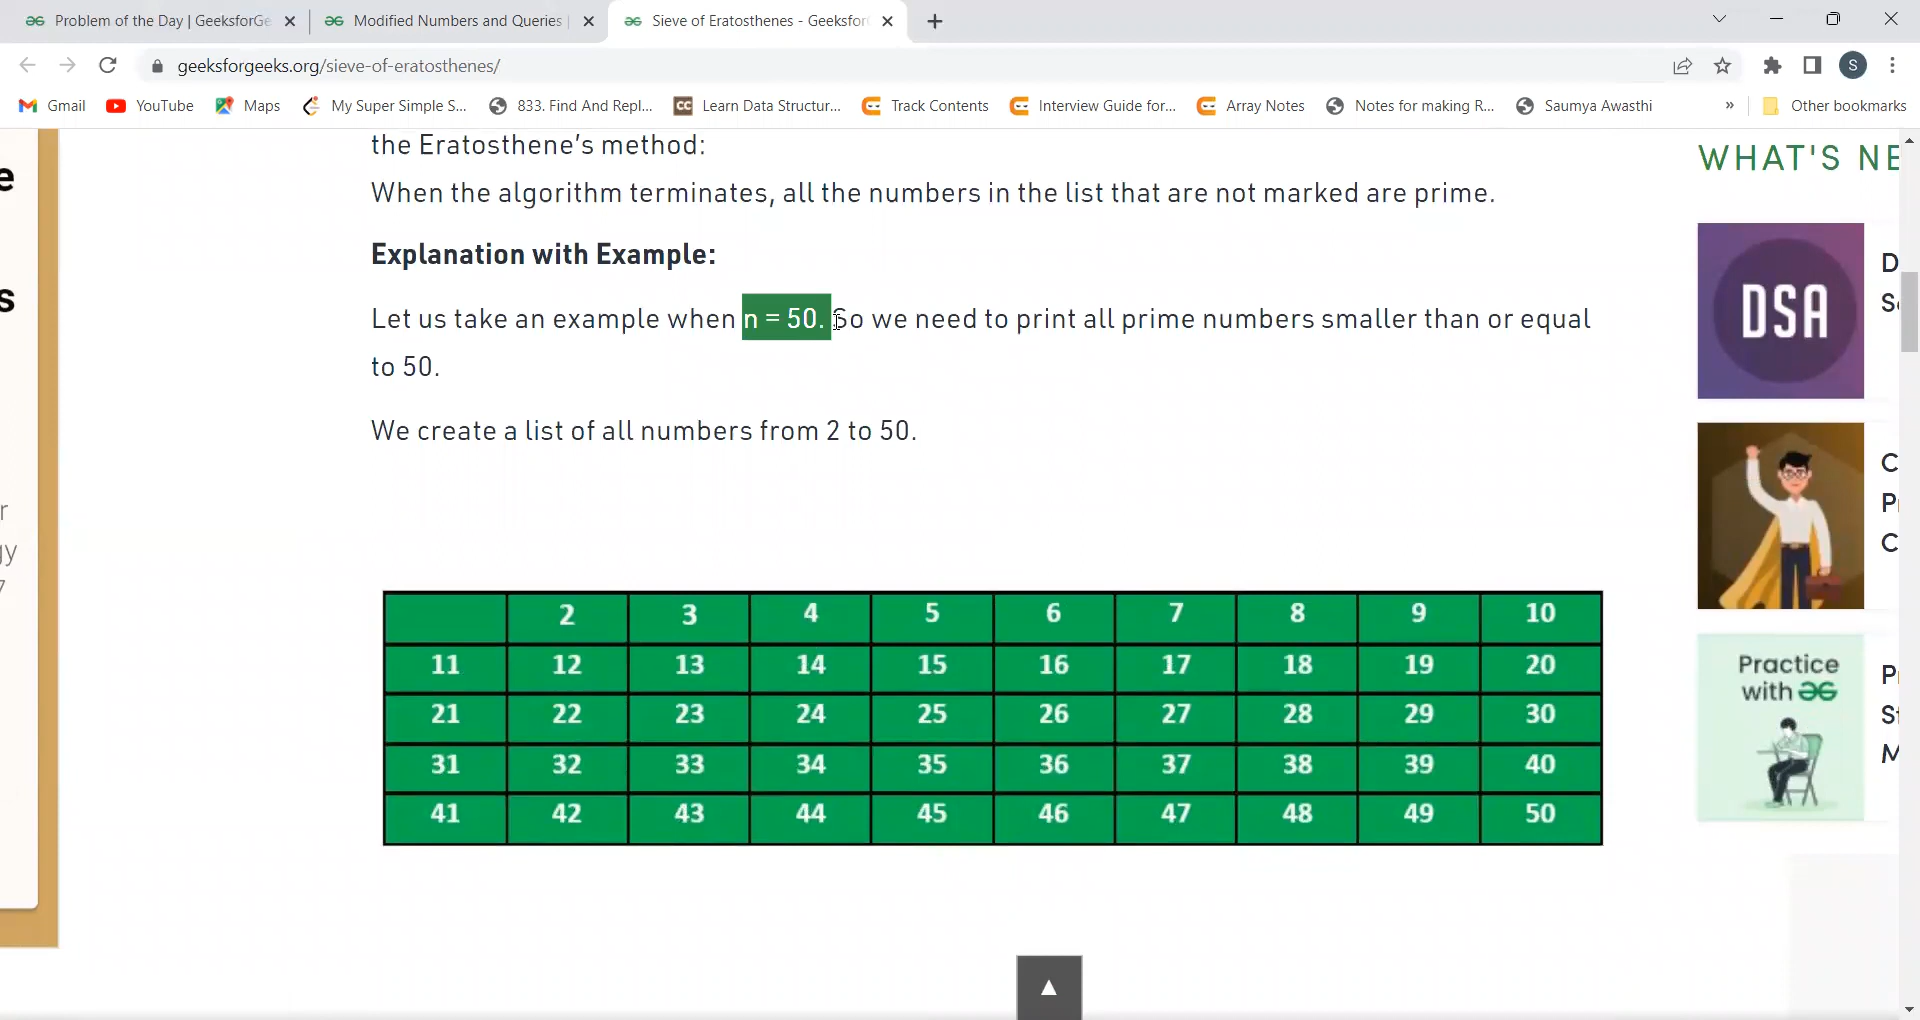 Problem of the Day | GeeksforGe
Modified Numbers and Queries |
Sieve of Eratosthenes - Geeksfor
geeksforgeeks.org/sieve-of-eratosthenes/
S
Gmail YouTube Maps My Super Simple S... 833. Find And Repl... CC Learn Data Structur... Track Contents Interview Guide for... Array Notes Notes for making R... Saumya Awasthi » Other bookmarks
the Eratosthene's method:
When the algorithm terminates, all the numbers in the list that are not marked are prime.
Explanation with Example:
Let us take an example when n = 50. So we need to print all prime numbers smaller than or equal
to 50.
We create a list of all numbers from 2 to 50.
2 3 4 5 6 7 8 9 10
11 12 13 14 15 16 17 18 19 20
21 22 23 24 25 26 27 28 29 30
31 32 33 34 35 36 37 38 39 40
41 42 43 44 45 46 47 48 49 50
WHAT'S NE
DSA
D
C
C
Practice
with
M
e
s
r
gy
7